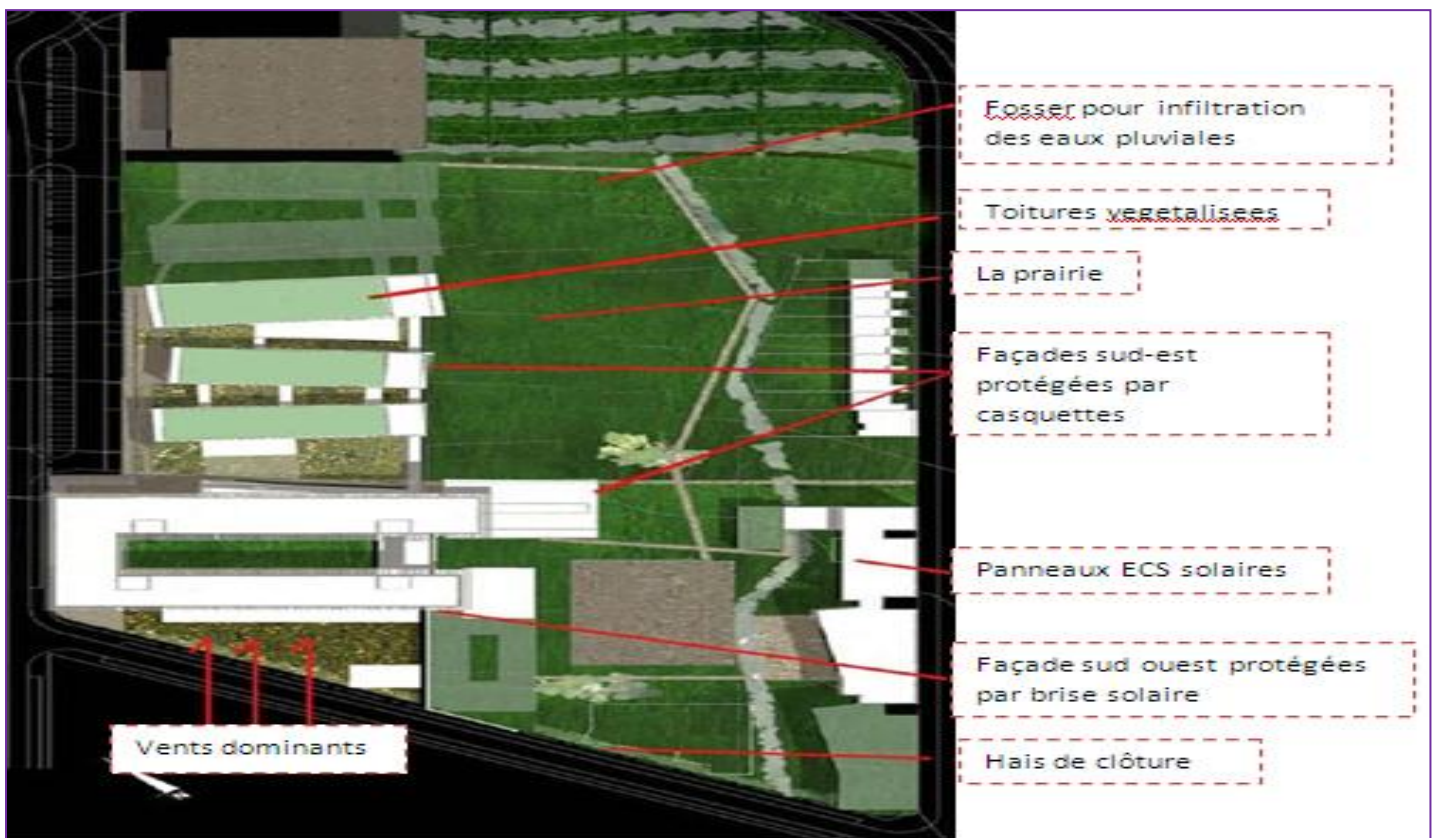 Fosser pour infiltration
des eaux pluviales
Toitures vegetalisees
La prairie
Façades sud-est
protégées par
casquettes
Panneaux ECS solaires
Façade sud ouest protégées
par brise solaire
Vents dominants
Hais de clôture